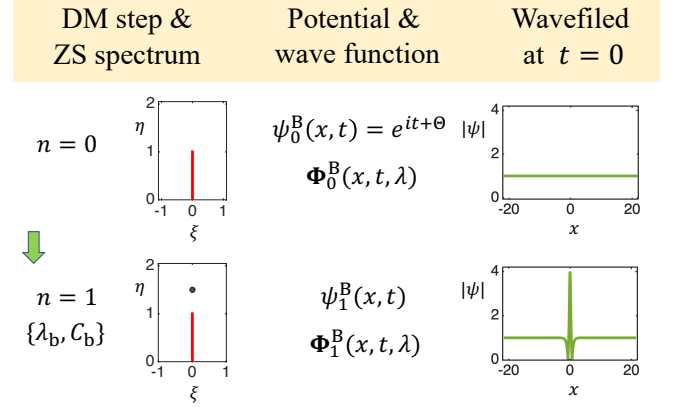 DM step &
ZS spectrum
Potential &
wave function
Wavefiled
at t = 0
n = 0
2
η
1
0
-1 0 1
ξ
ψ₀ᴮ(x, t) = e^{it+Θ}
Φ₀ᴮ(x, t, λ)
|ψ|
4
2
0
-20 0 20
x
n = 1
{λ_b, C_b}
2
η
1
0
-1 0 1
ξ
ψ₁ᴮ(x, t)
Φ₁ᴮ(x, t, λ)
|ψ|
4
2
0
-20 0 20
x